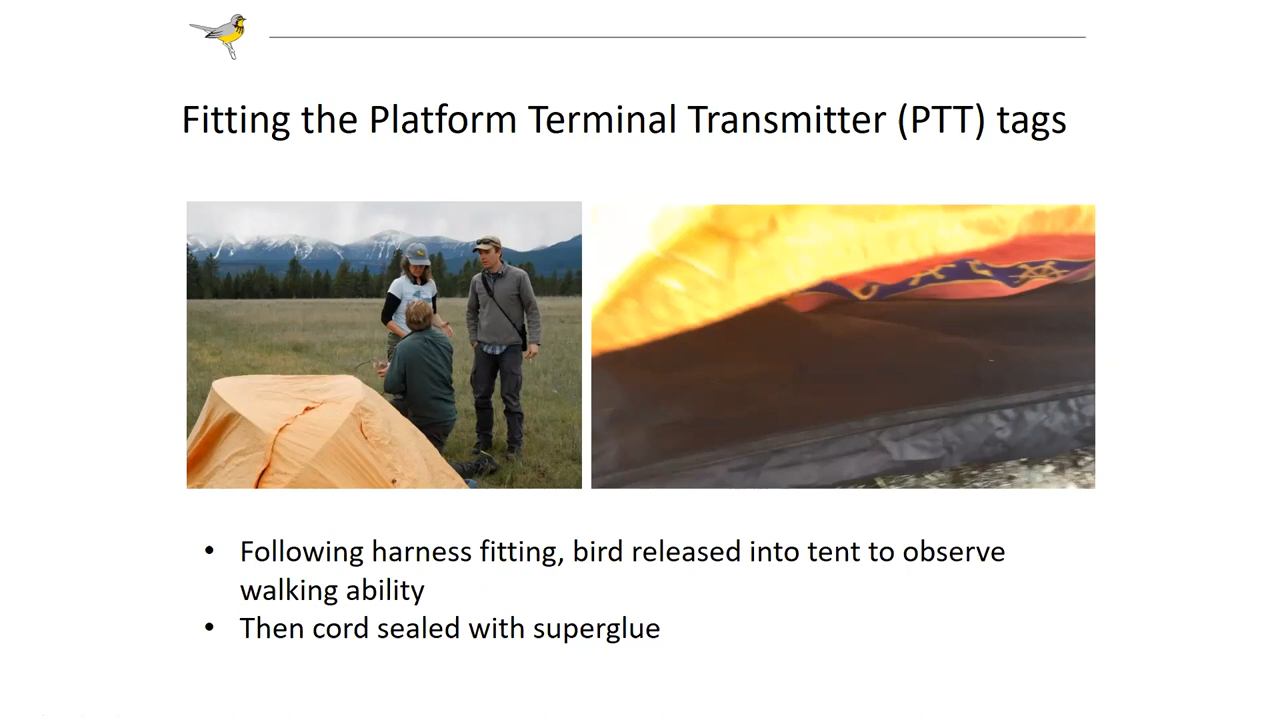 Fitting the Platform Terminal Transmitter (PTT) tags
• Following harness fitting, bird released into tent to observe
walking ability
• Then cord sealed with superglue